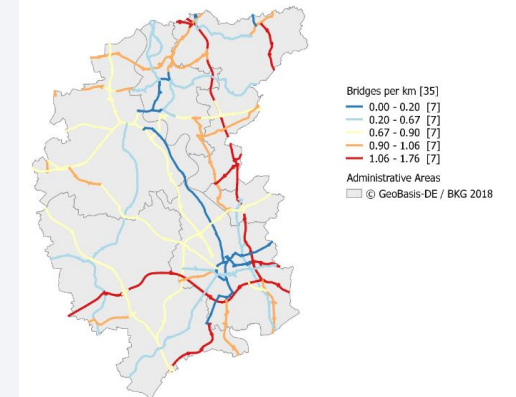 Bridges per km [35]
0.00 - 0.20 [7]
0.20 - 0.67 [7]
0.67 - 0.90 [7]
0.90 - 1.06 [7]
1.06 - 1.76 [7]
Administrative Areas
© GeoBasis-DE / BKG 2018